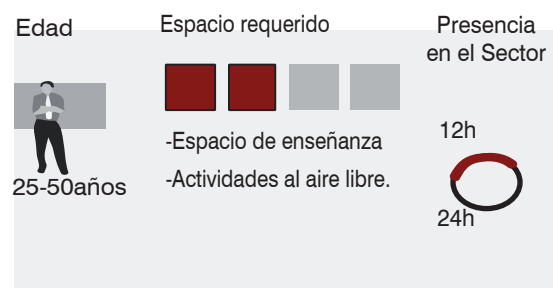 Edad
25-50años
Espacio requerido
-Espacio de enseñanza
-Actividades al aire libre.
Presencia
en el Sector
12h
24h